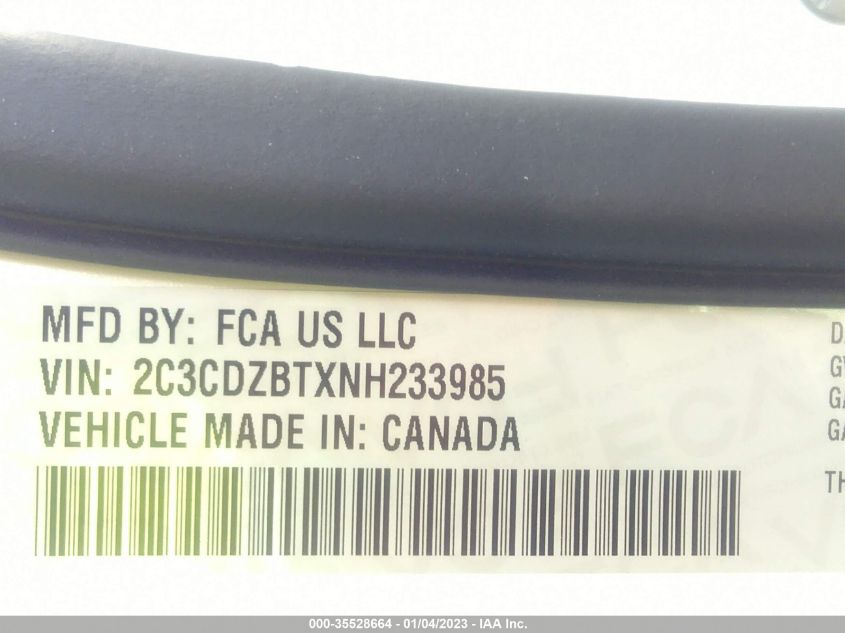 MFD BY: FCA US LLC
VIN: 2C3CDZBTXNH233985
VEHICLE MADE IN: CANADA
000-35528664 - 01/04/2023 - IAA Inc.